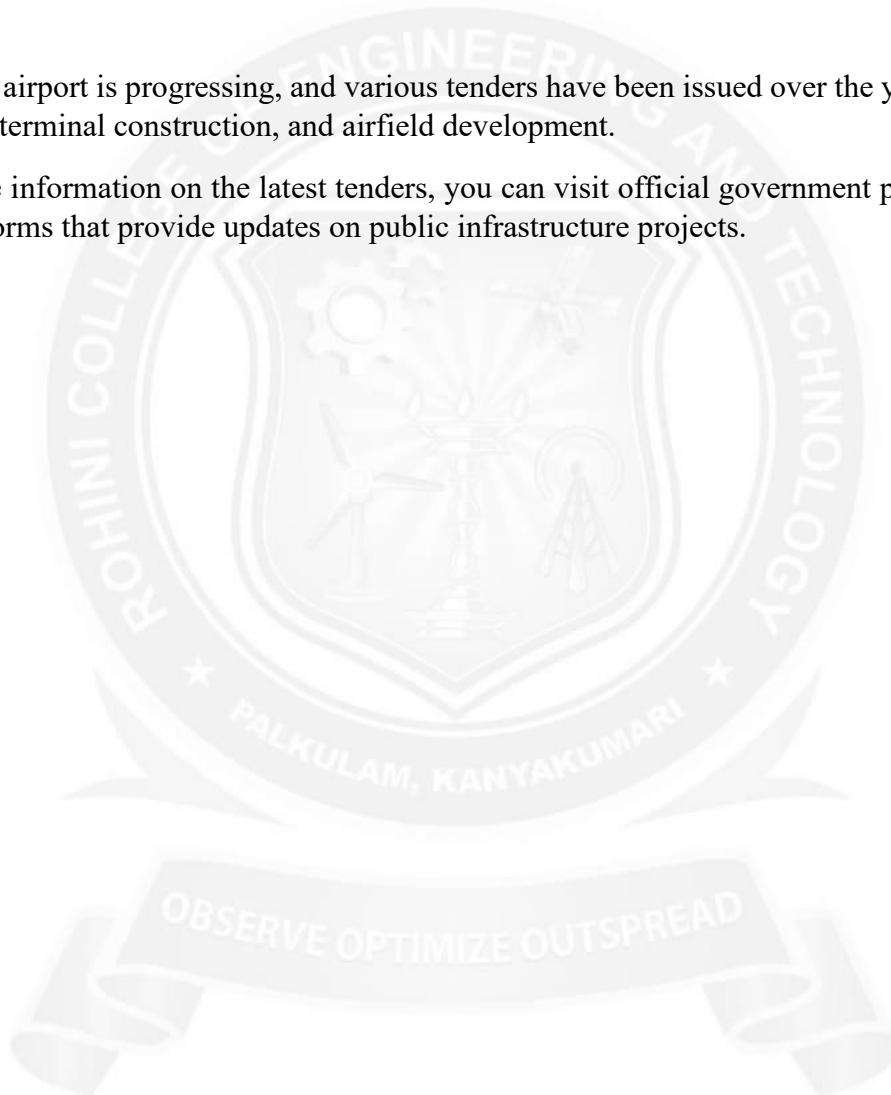 airport is progressing, and various tenders have been issued over the y
terminal construction, and airfield development.
information on the latest tenders, you can visit official government p
orms that provide updates on public infrastructure projects.
ROHINI COLLEGE OF ENGINEERING AND TECHNOLOGY
PALKULAM, KANYAKUMARI
OBSERVE OPTIMIZE OUTSPREAD